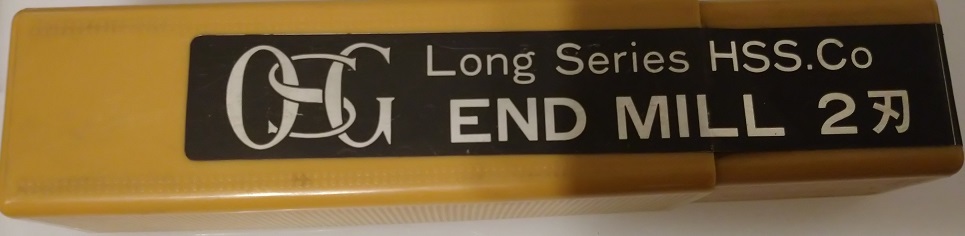 OSG
Long Series HSS.Co
END MILL 2刃